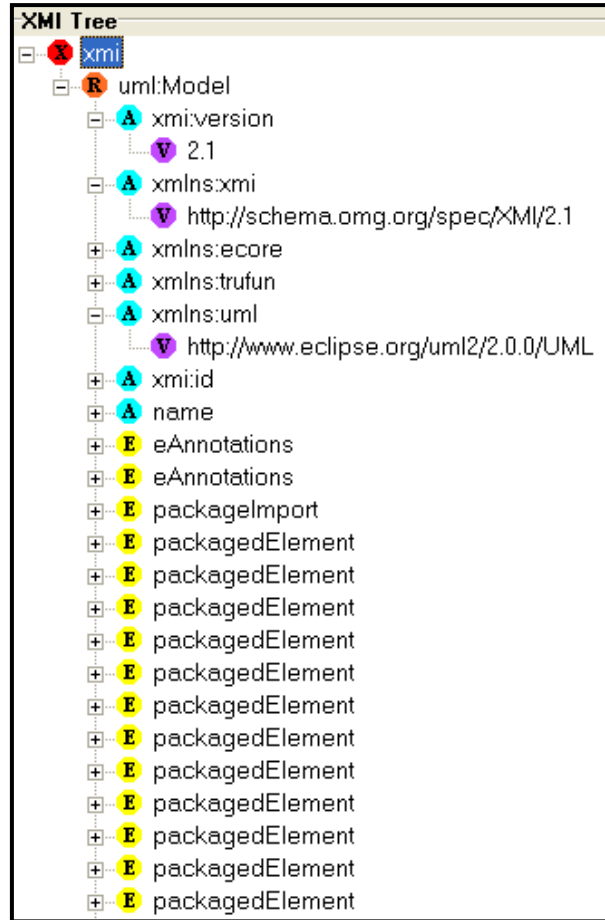 XMI Tree
X xmi
R uml:Model
A xmi:version
V 2.1
A xmlns:xmi
V http://schema.omg.org/spec/XMI/2.1
A xmlns:ecore
A xmlns:trufun
A xmlns:uml
V http://www.eclipse.org/uml2/2.0.0/UML
A xmi:id
A name
E eAnnotations
E eAnnotations
E packageImport
E packagedElement
E packagedElement
E packagedElement
E packagedElement
E packagedElement
E packagedElement
E packagedElement
E packagedElement
E packagedElement
E packagedElement
E packagedElement
E packagedElement